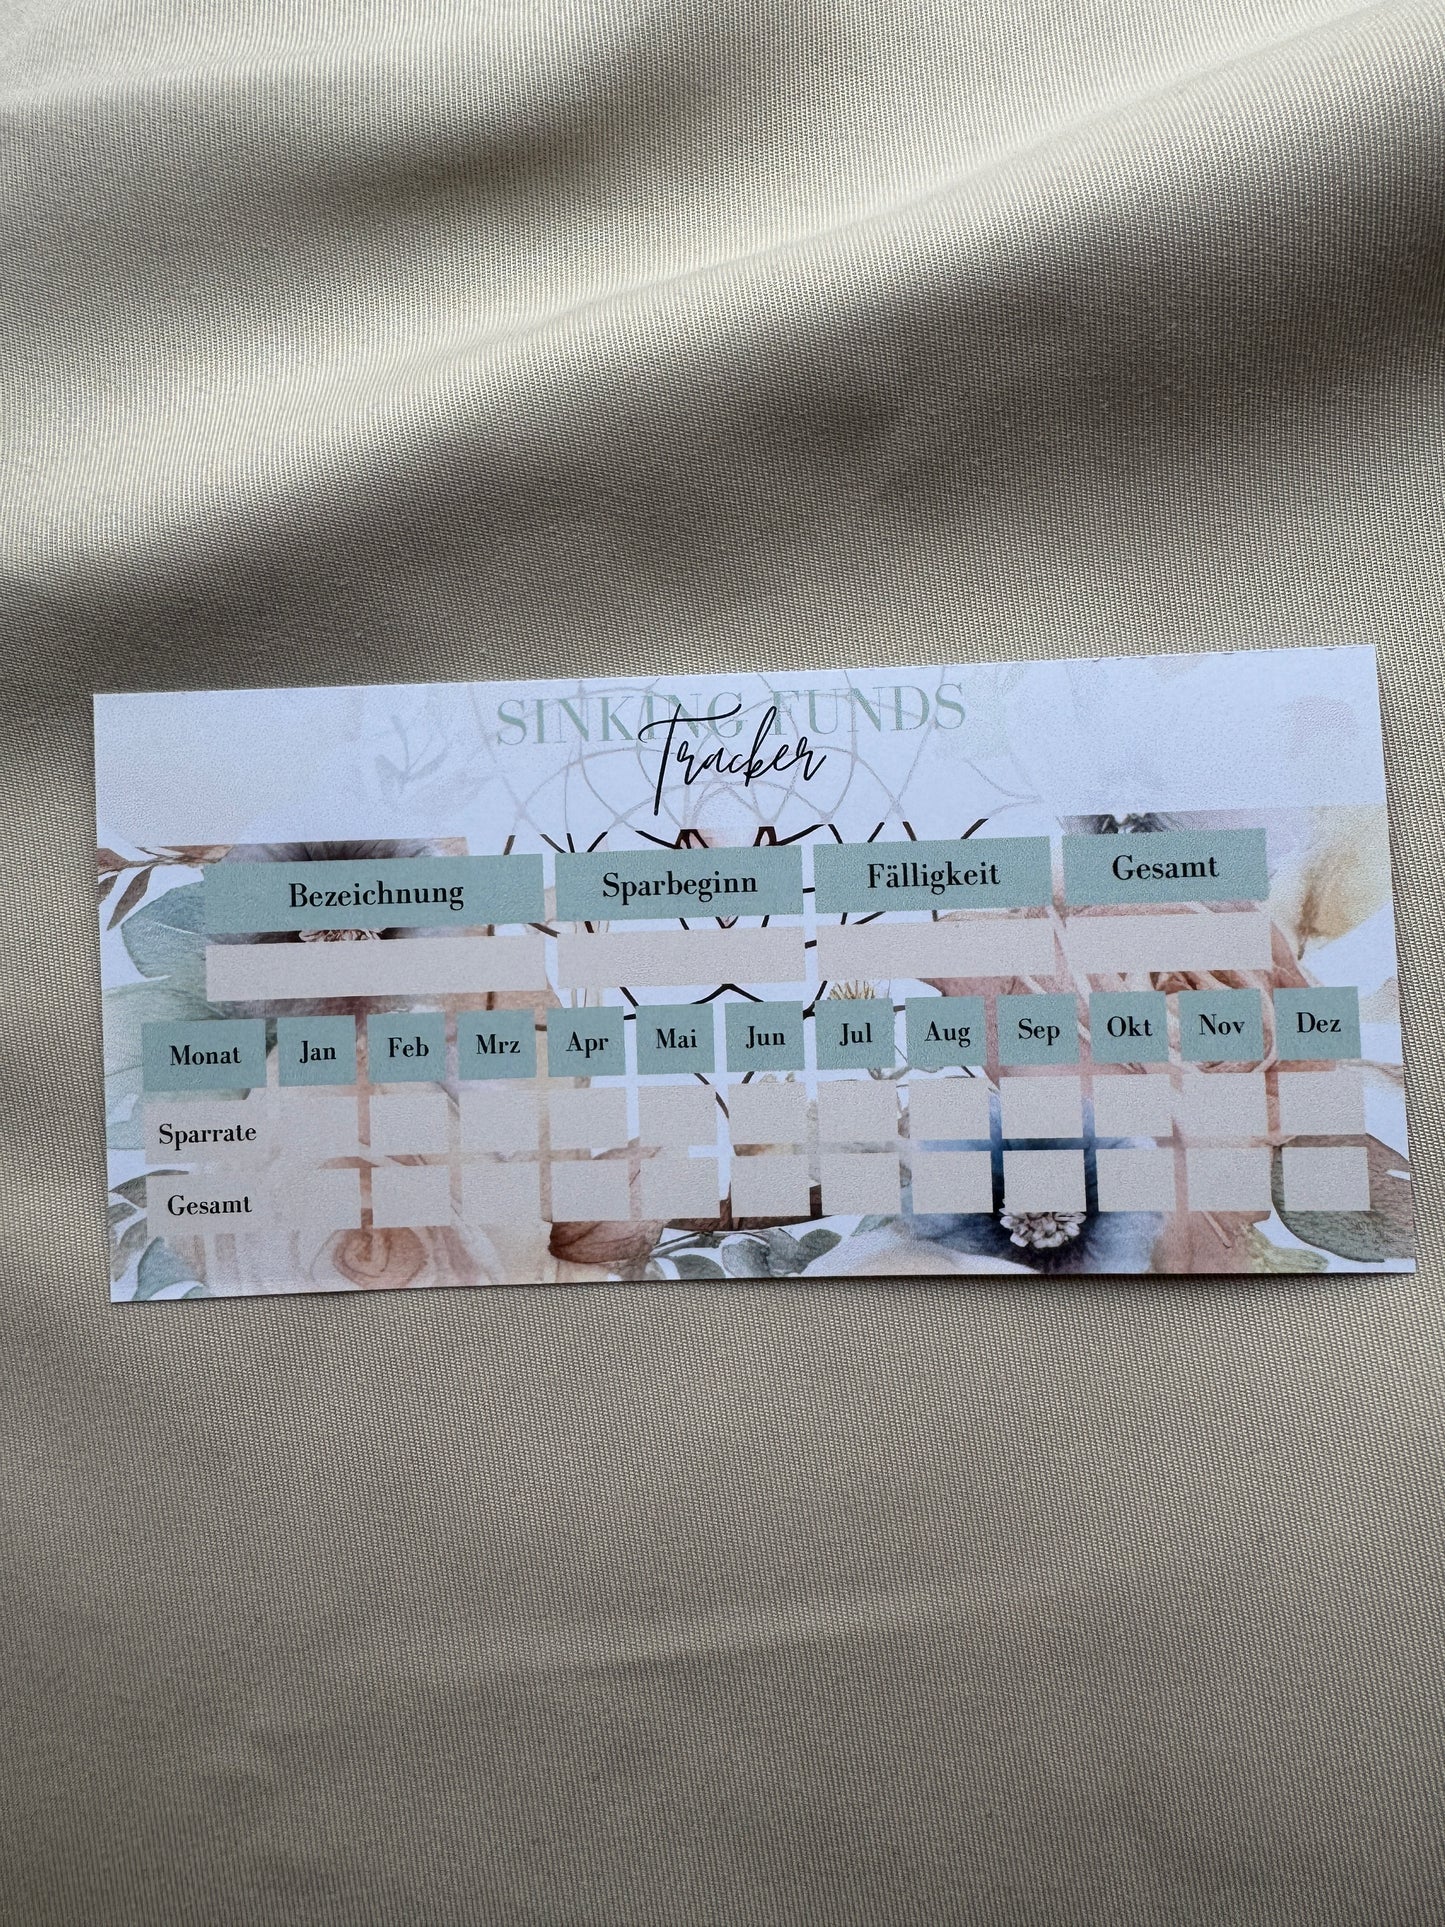 SINKING FUNDS
Tracker
Bezeichnung Sparbeginn Fälligkeit Gesamt
Monat Jan Feb Mrz Apr Mai Jun Jul Aug Sep Okt Nov Dez
Sparrate
Gesamt